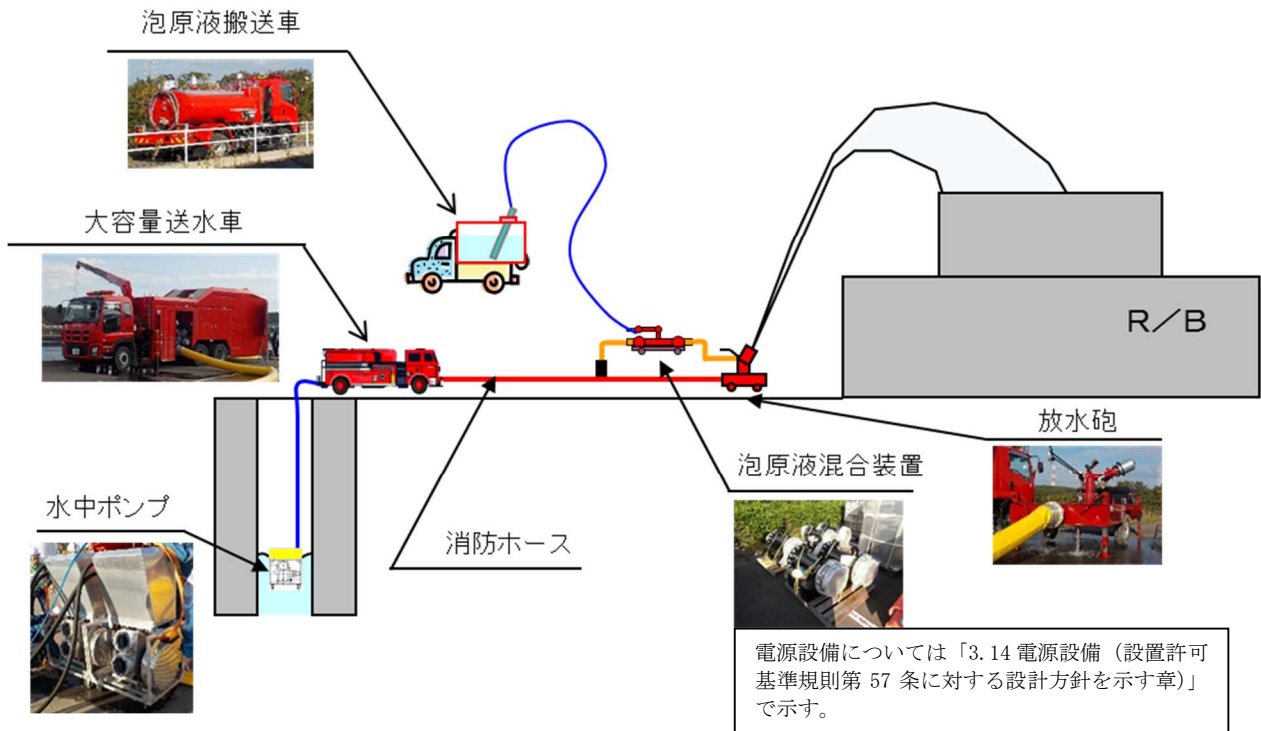 泡原液搬送車
大容量送水車
R/B
放水砲
泡原液混合装置
水中ポンプ
消防ホース
電源設備については「3.14 電源設備（設置許可
基準規則第 57 条に対する設計方針を示す章)」
で示す。